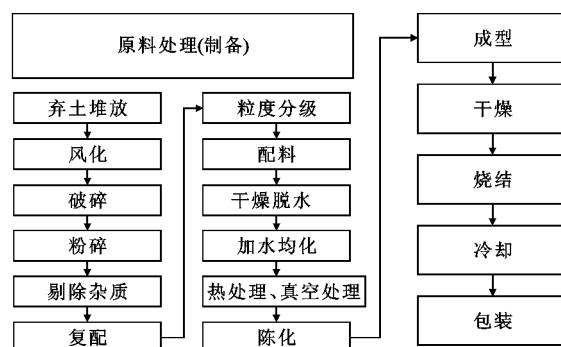 原料处理(制备)
弃土堆放
风化
破碎
粉碎
剔除杂质
复配
粒度分级
配料
干燥脱水
加水均化
热处理、真空处理
陈化
成型
干燥
烧结
冷却
包装